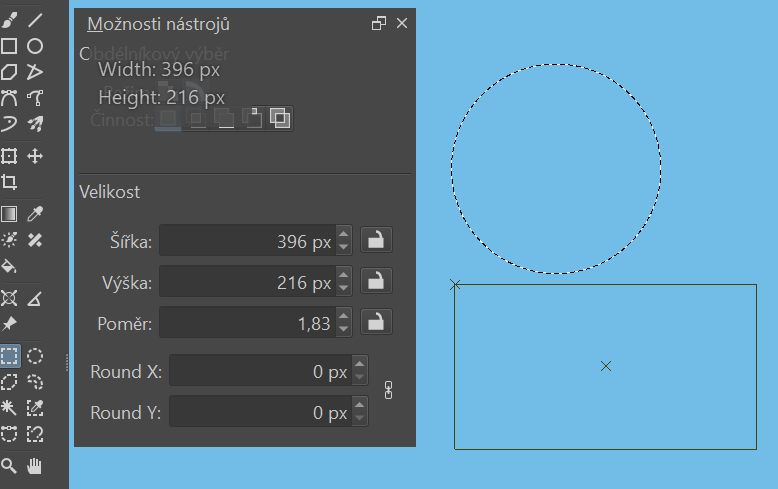 Možnosti nástrojů
Obdélníkový výběr
Width: 396 px
Height: 216 px
Činnost:
Velikost
Šířka: 396 px
Výška: 216 px
Poměr: 1,83
Round X: 0 px
Round Y: 0 px